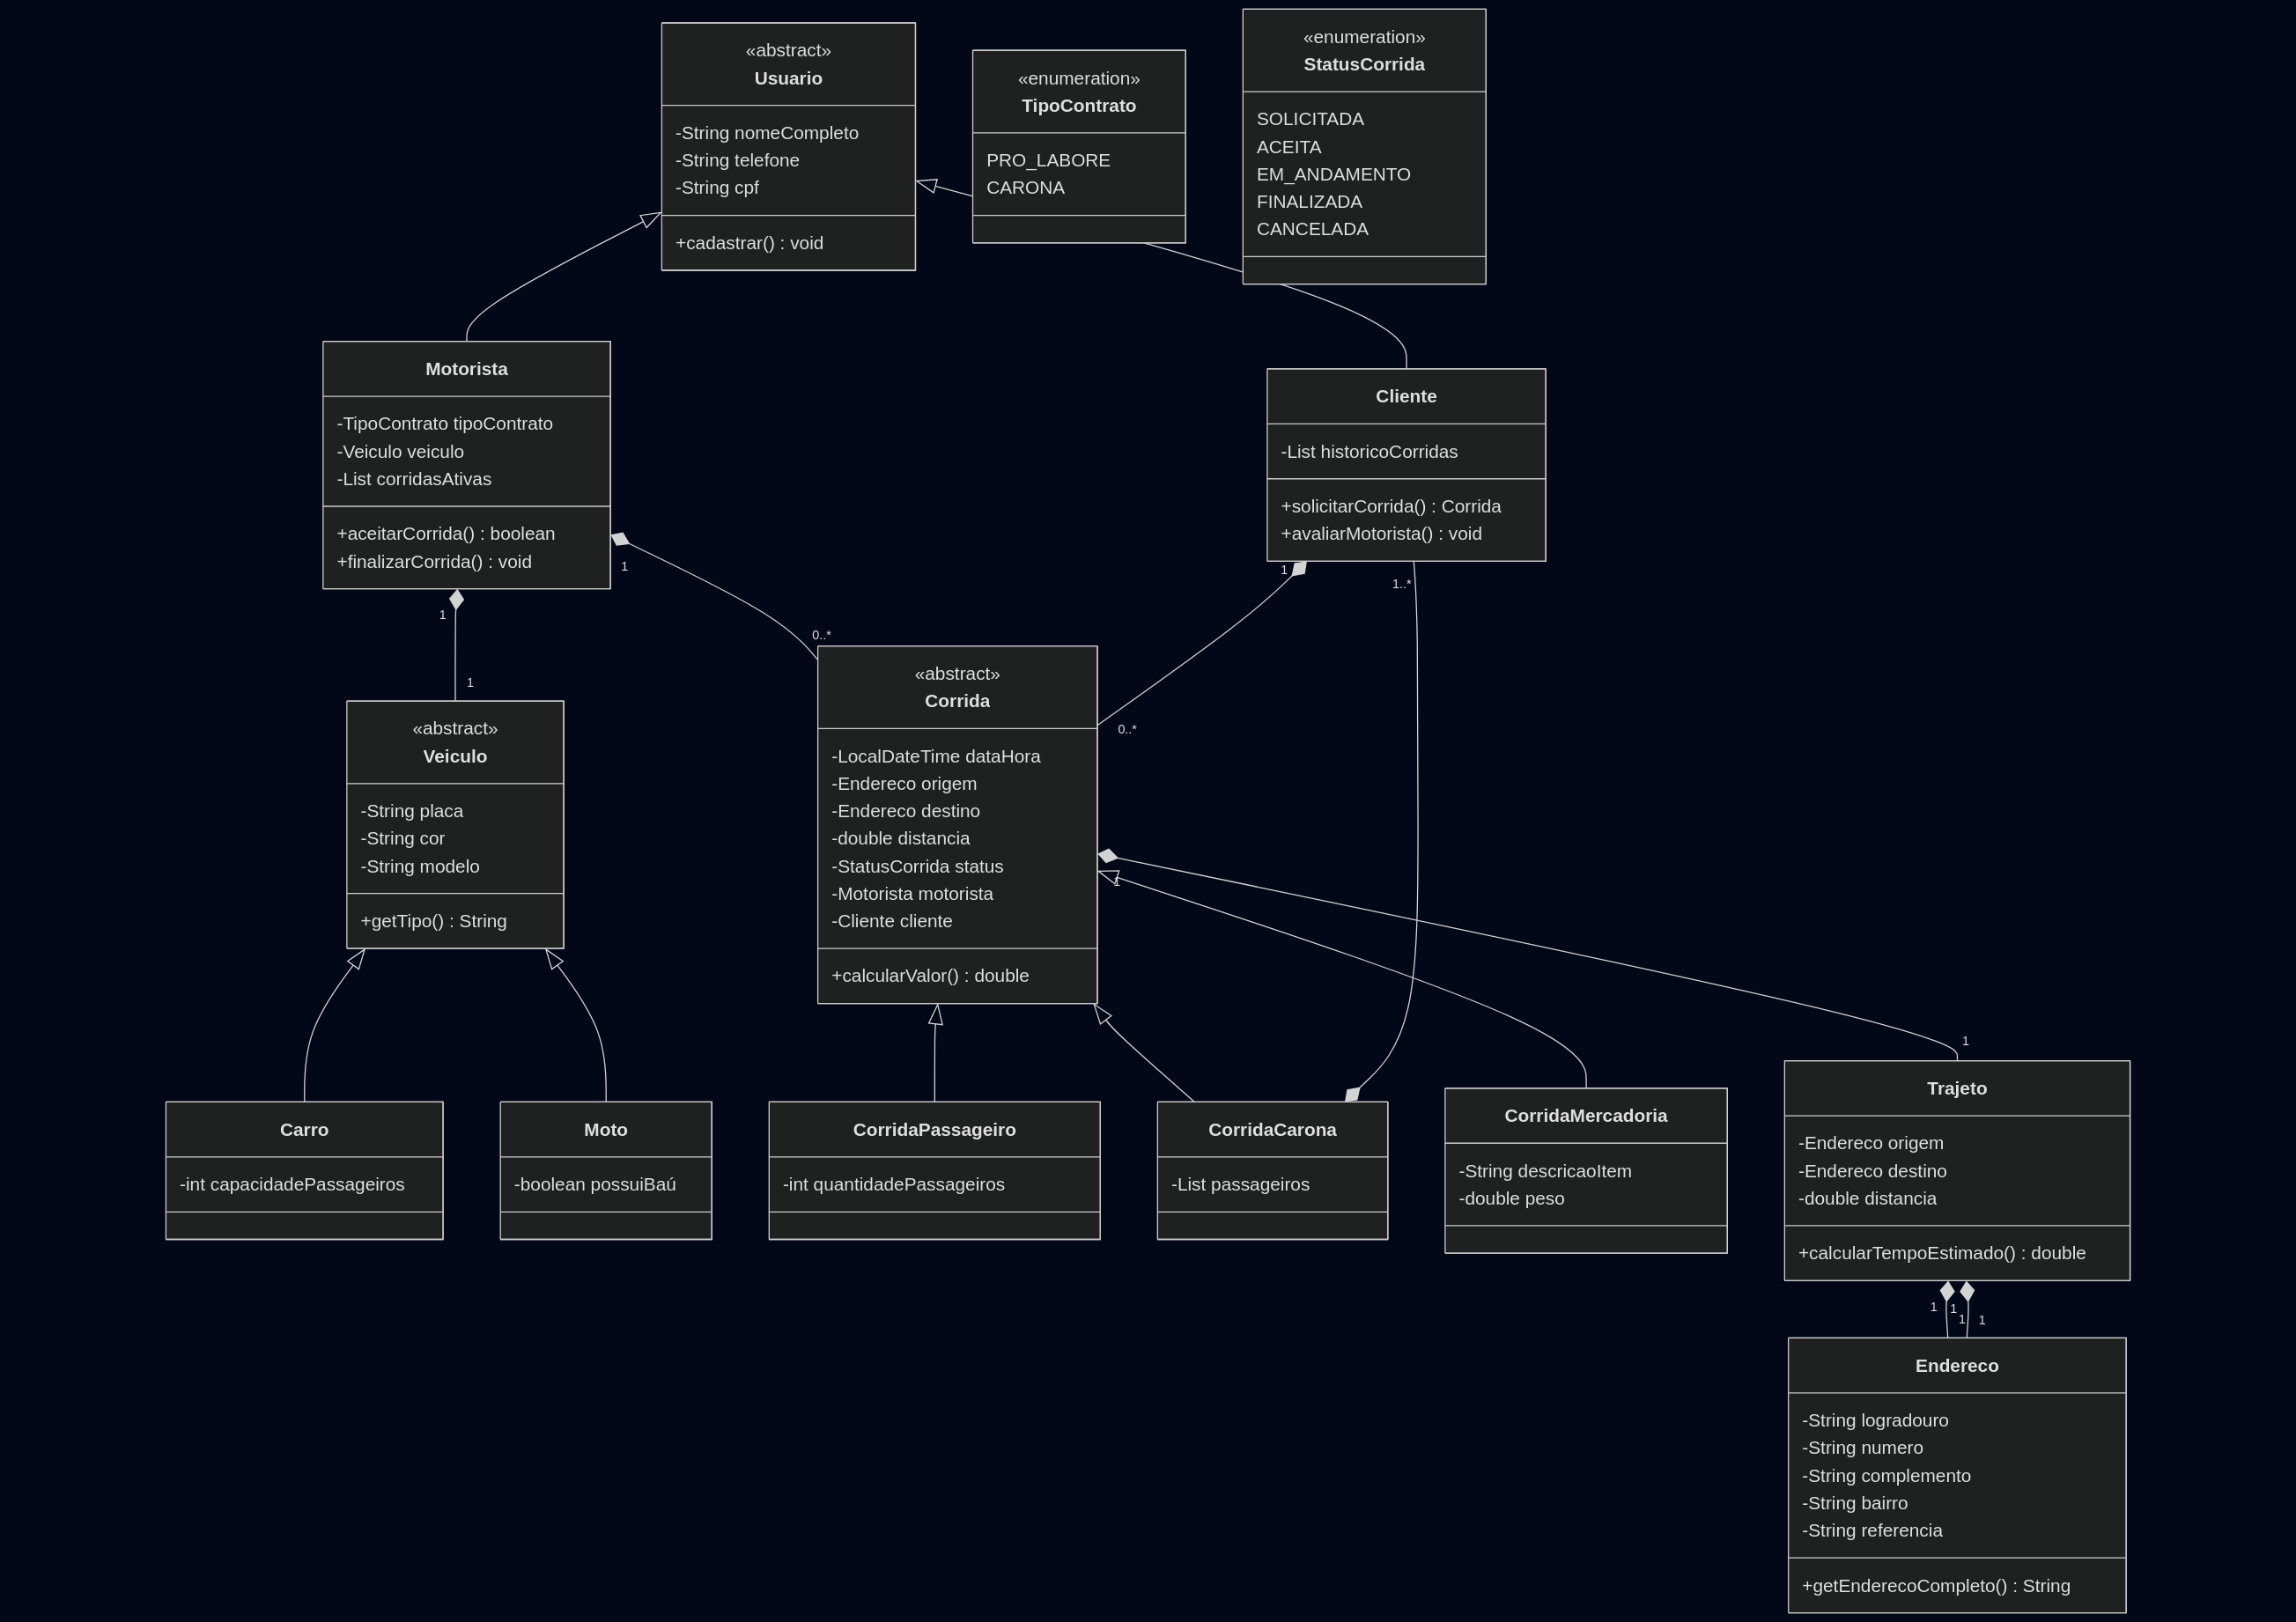 «abstract»
Usuario
-String nomeCompleto
-String telefone
-String cpf
+cadastrar() : void
«enumeration»
TipoContrato
PRO_LABORE
CARONA
«enumeration»
StatusCorrida
SOLICITADA
ACEITA
EM_ANDAMENTO
FINALIZADA
CANCELADA
Motorista
-TipoContrato tipoContrato
-Veiculo veiculo
-List corridasAtivas
+aceitarCorrida() : boolean
+finalizarCorrida() : void
Cliente
-List historicoCorridas
+solicitarCorrida() : Corrida
+avaliarMotorista() : void
1
1
1
0..*
1
0..*
1..*
«abstract»
Veiculo
-String placa
-String cor
-String modelo
+getTipo() : String
«abstract»
Corrida
-LocalDateTime dataHora
-Endereco origem
-Endereco destino
-double distancia
-StatusCorrida status
-Motorista motorista
-Cliente cliente
+calcularValor() : double
1
1
Carro
-int capacidadePassageiros
Moto
-boolean possuiBaú
CorridaPassageiro
-int quantidadePassageiros
CorridaCarona
-List passageiros
CorridaMercadoria
-String descricaoItem
-double peso
Trajeto
-Endereco origem
-Endereco destino
-double distancia
+calcularTempoEstimado() : double
1
1
1
1
Endereco
-String logradouro
-String numero
-String complemento
-String bairro
-String referencia
+getEnderecoCompleto() : String